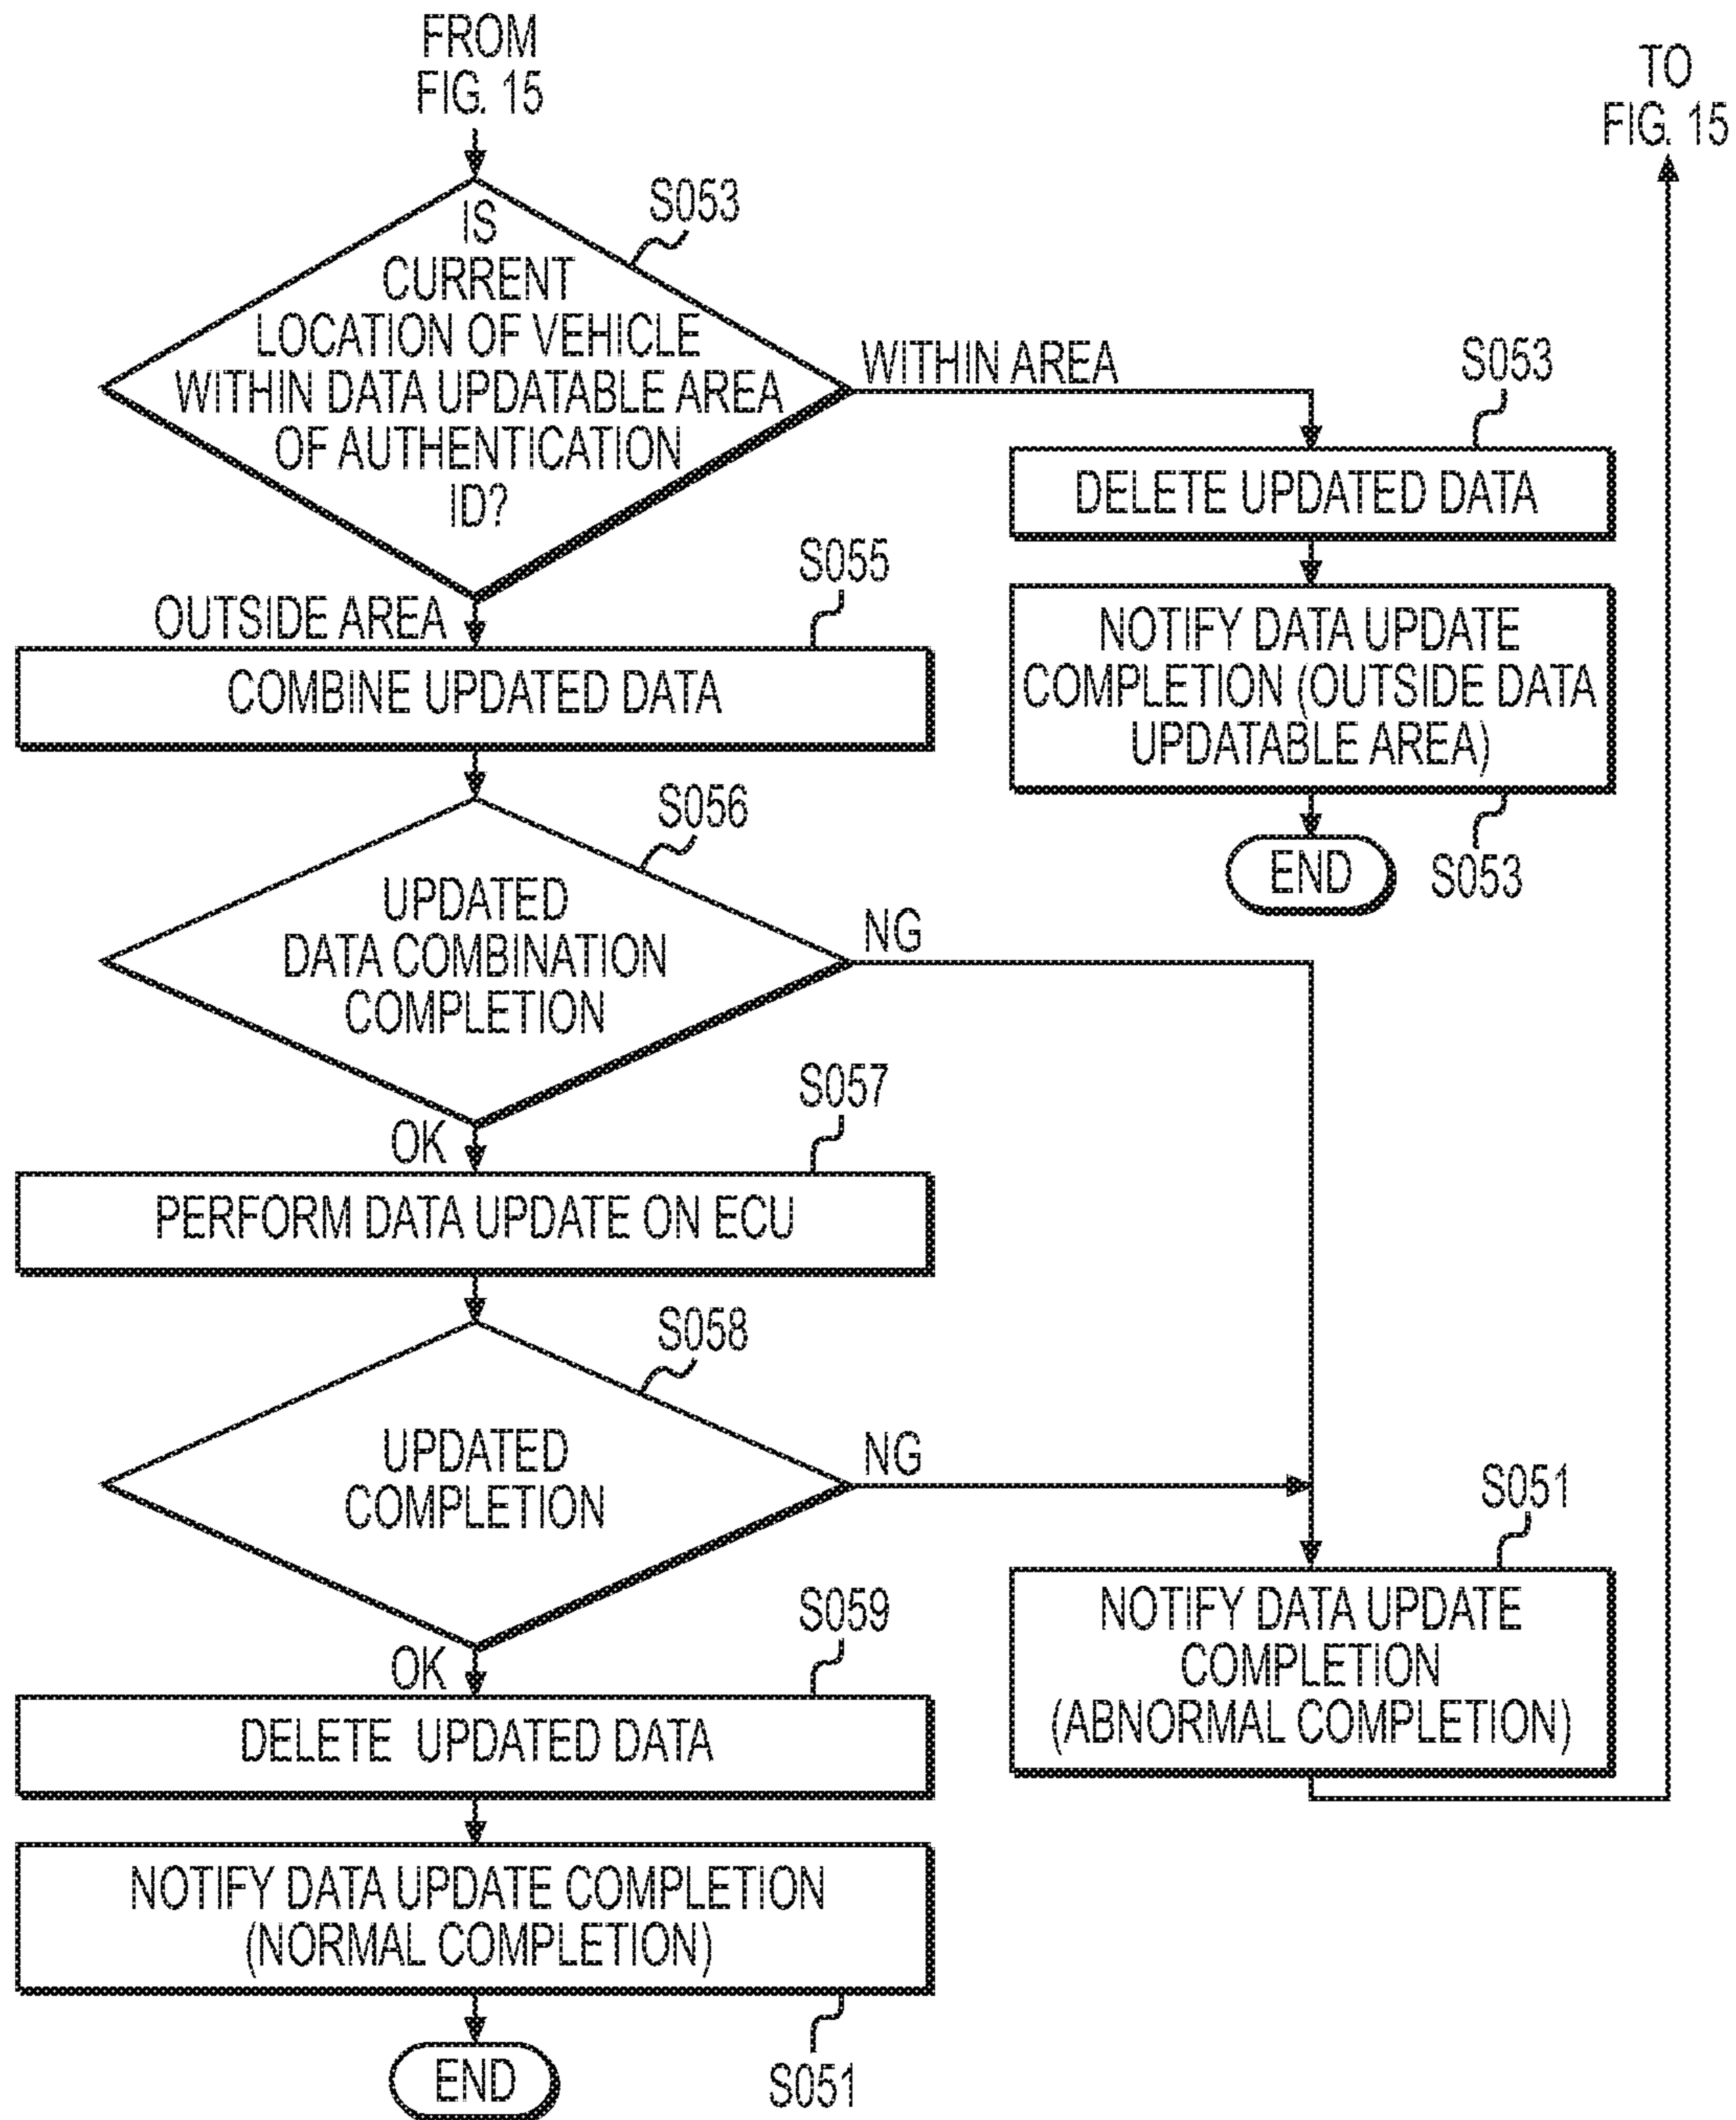 FROM
FIG. 15
TO
FIG. 15
S053
IS
CURRENT
LOCATION OF VEHICLE
WITHIN DATA UPDATABLE AREA
OF AUTHENTICATION
ID?
WITHIN AREA
S053
DELETE UPDATED DATA
NOTIFY DATA UPDATE
COMPLETION (OUTSIDE DATA
UPDATABLE AREA)
S053
END
OUTSIDE AREA
S055
COMBINE UPDATED DATA
S056
UPDATED
DATA COMBINATION
COMPLETION
NG
OK
S057
PERFORM DATA UPDATE ON ECU
S058
UPDATED
COMPLETION
NG
S051
NOTIFY DATA UPDATE
COMPLETION
(ABNORMAL COMPLETION)
OK
S059
DELETE UPDATED DATA
NOTIFY DATA UPDATE COMPLETION
(NORMAL COMPLETION)
S051
END